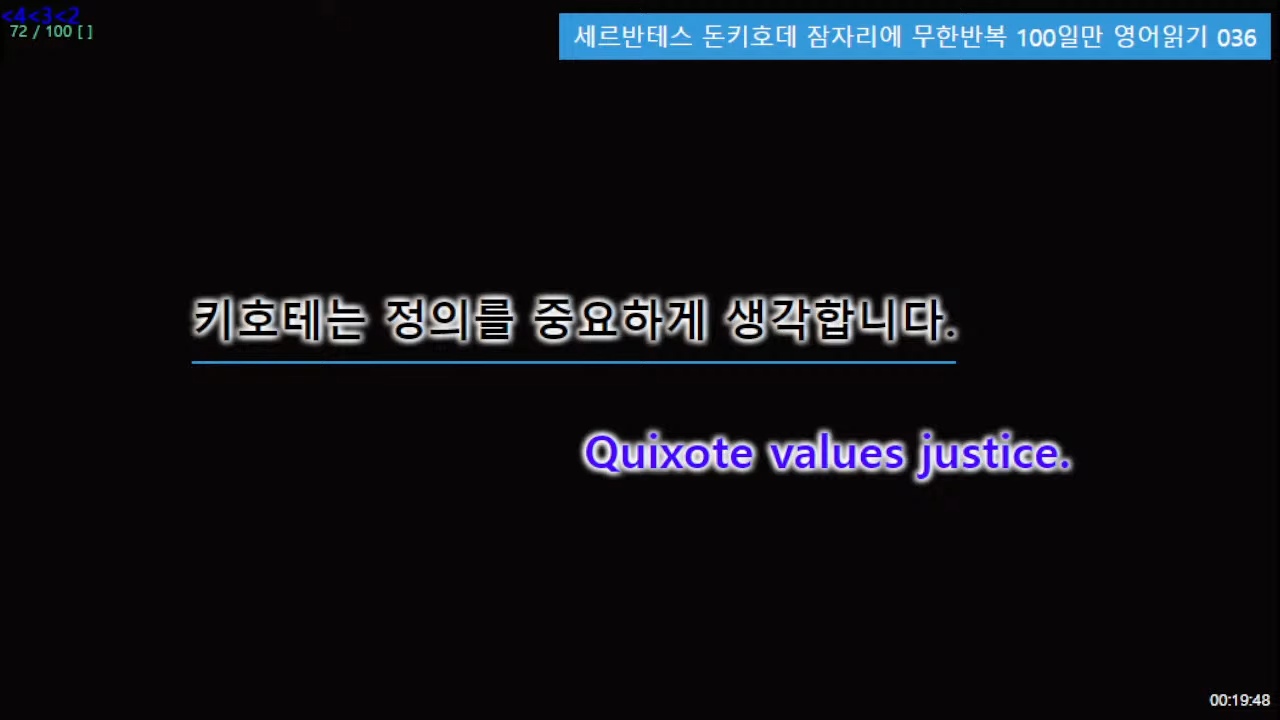 <4<3<2
72 / 100 [ ]
세르반테스 돈키호데 잠자리에 무한반복 100일만 영어읽기 036
키호테는 정의를 중요하게 생각합니다.
Quixote values justice.
00:19:48